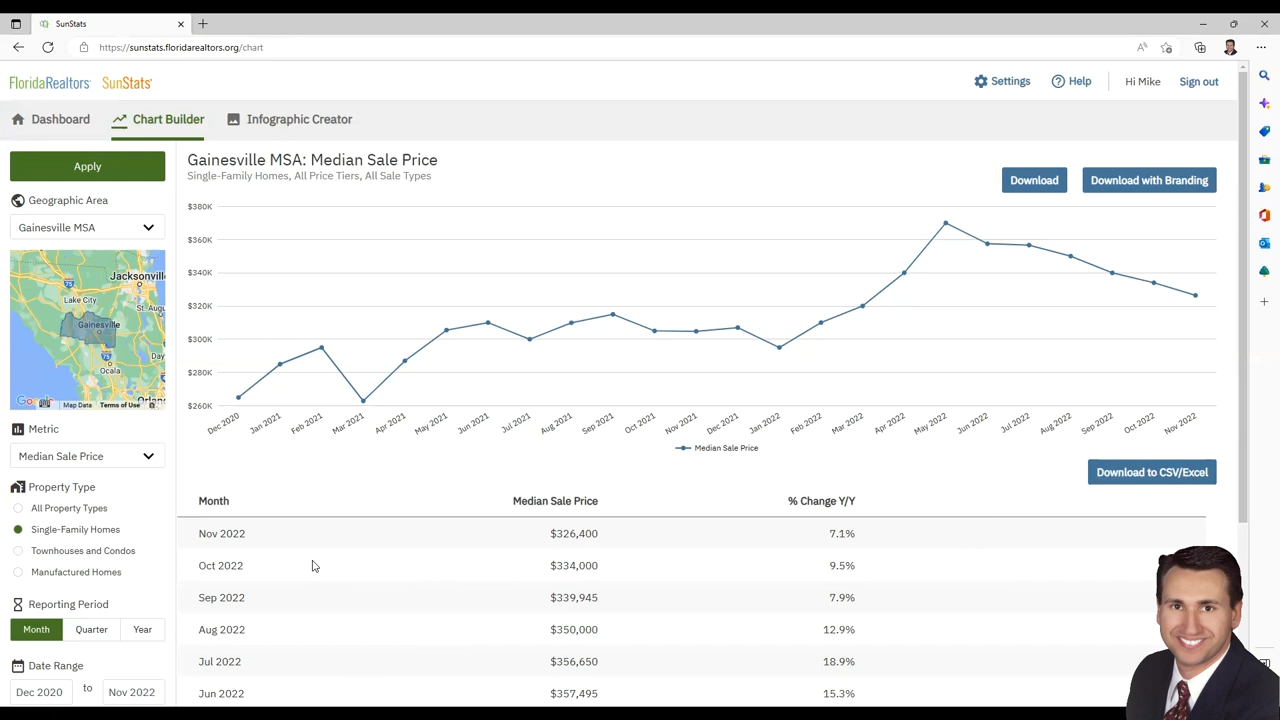 SunStats
https://sunstats.floridarealtors.org/chart
FloridaRealtors SunStats
Settings Help Hi Mike Sign out
Dashboard Chart Builder Infographic Creator
Apply
Geographic Area
Gainesville MSA
Jacksonvill
Lake City
St. Augu
Gainesville
Ocala
Day
Orlan
75
75
Google Map Data Terms of Use
Metric
Median Sale Price
Property Type
All Property Types
Single-Family Homes
Townhouses and Condos
Manufactured Homes
Reporting Period
Month Quarter Year
Date Range
Dec 2020 to Nov 2022
Gainesville MSA: Median Sale Price
Single-Family Homes, All Price Tiers, All Sale Types
Download Download with Branding
$380K
$360K
$340K
$320K
$300K
$280K
$260K
Dec 2020 Jan 2021 Feb 2021 Mar 2021 Apr 2021 May 2021 Jun 2021 Jul 2021 Aug 2021 Sep 2021 Oct 2021 Nov 2021 Dec 2021 Jan 2022 Feb 2022 Mar 2022 Apr 2022 May 2022 Jun 2022 Jul 2022 Aug 2022 Sep 2022 Oct 2022 Nov 2022
Median Sale Price
Download to CSV/Excel
Month Median Sale Price % Change Y/Y
Nov 2022 $326,400 7.1%
Oct 2022 $334,000 9.5%
Sep 2022 $339,945 7.9%
Aug 2022 $350,000 12.9%
Jul 2022 $356,650 18.9%
Jun 2022 $357,495 15.3%